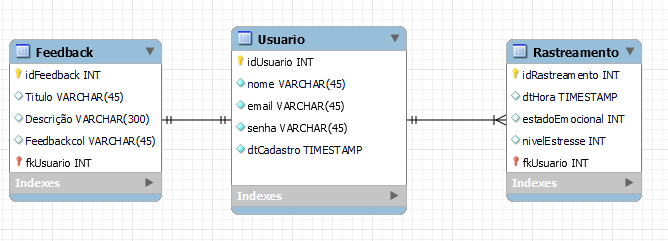 Feedback
idFeedback INT
Titulo VARCHAR(45)
Descrição VARCHAR(300)
Feedbackcol VARCHAR(45)
fkUsuario INT
Indexes
Usuario
idUsuario INT
nome VARCHAR(45)
email VARCHAR(45)
senha VARCHAR(45)
dtCadastro TIMESTAMP
Indexes
Rastreamento
idRastreamento INT
dtHora TIMESTAMP
estadoEmocional INT
nivelEstresse INT
fkUsuario INT
Indexes